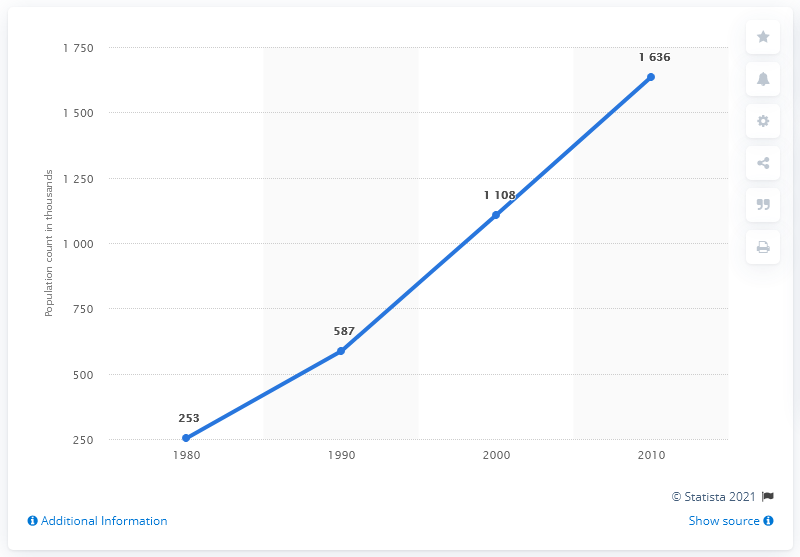 1 750
1 500
1 250
1 000
750
500
250
Population count in thousands
253
587
1 108
1 636
1980 1990 2000 2010
© Statista 2021
Additional Information
Show source